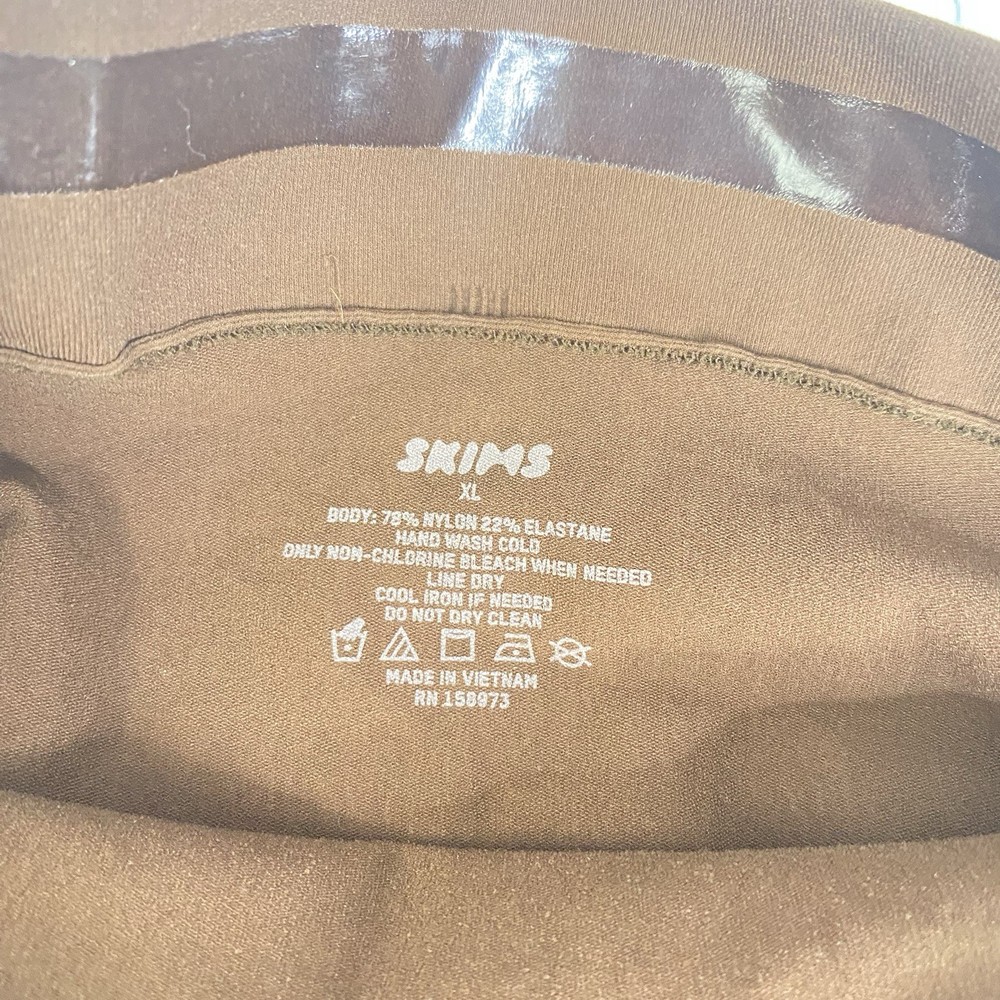 SKIMS
XL
BODY: 78% NYLON 22% ELASTANE
HAND WASH COLD
ONLY NON-CHLORINE BLEACH WHEN NEEDED
LINE DRY
COOL IRON IF NEEDED
DO NOT DRY CLEAN
MADE IN VIETNAM
RN 158973